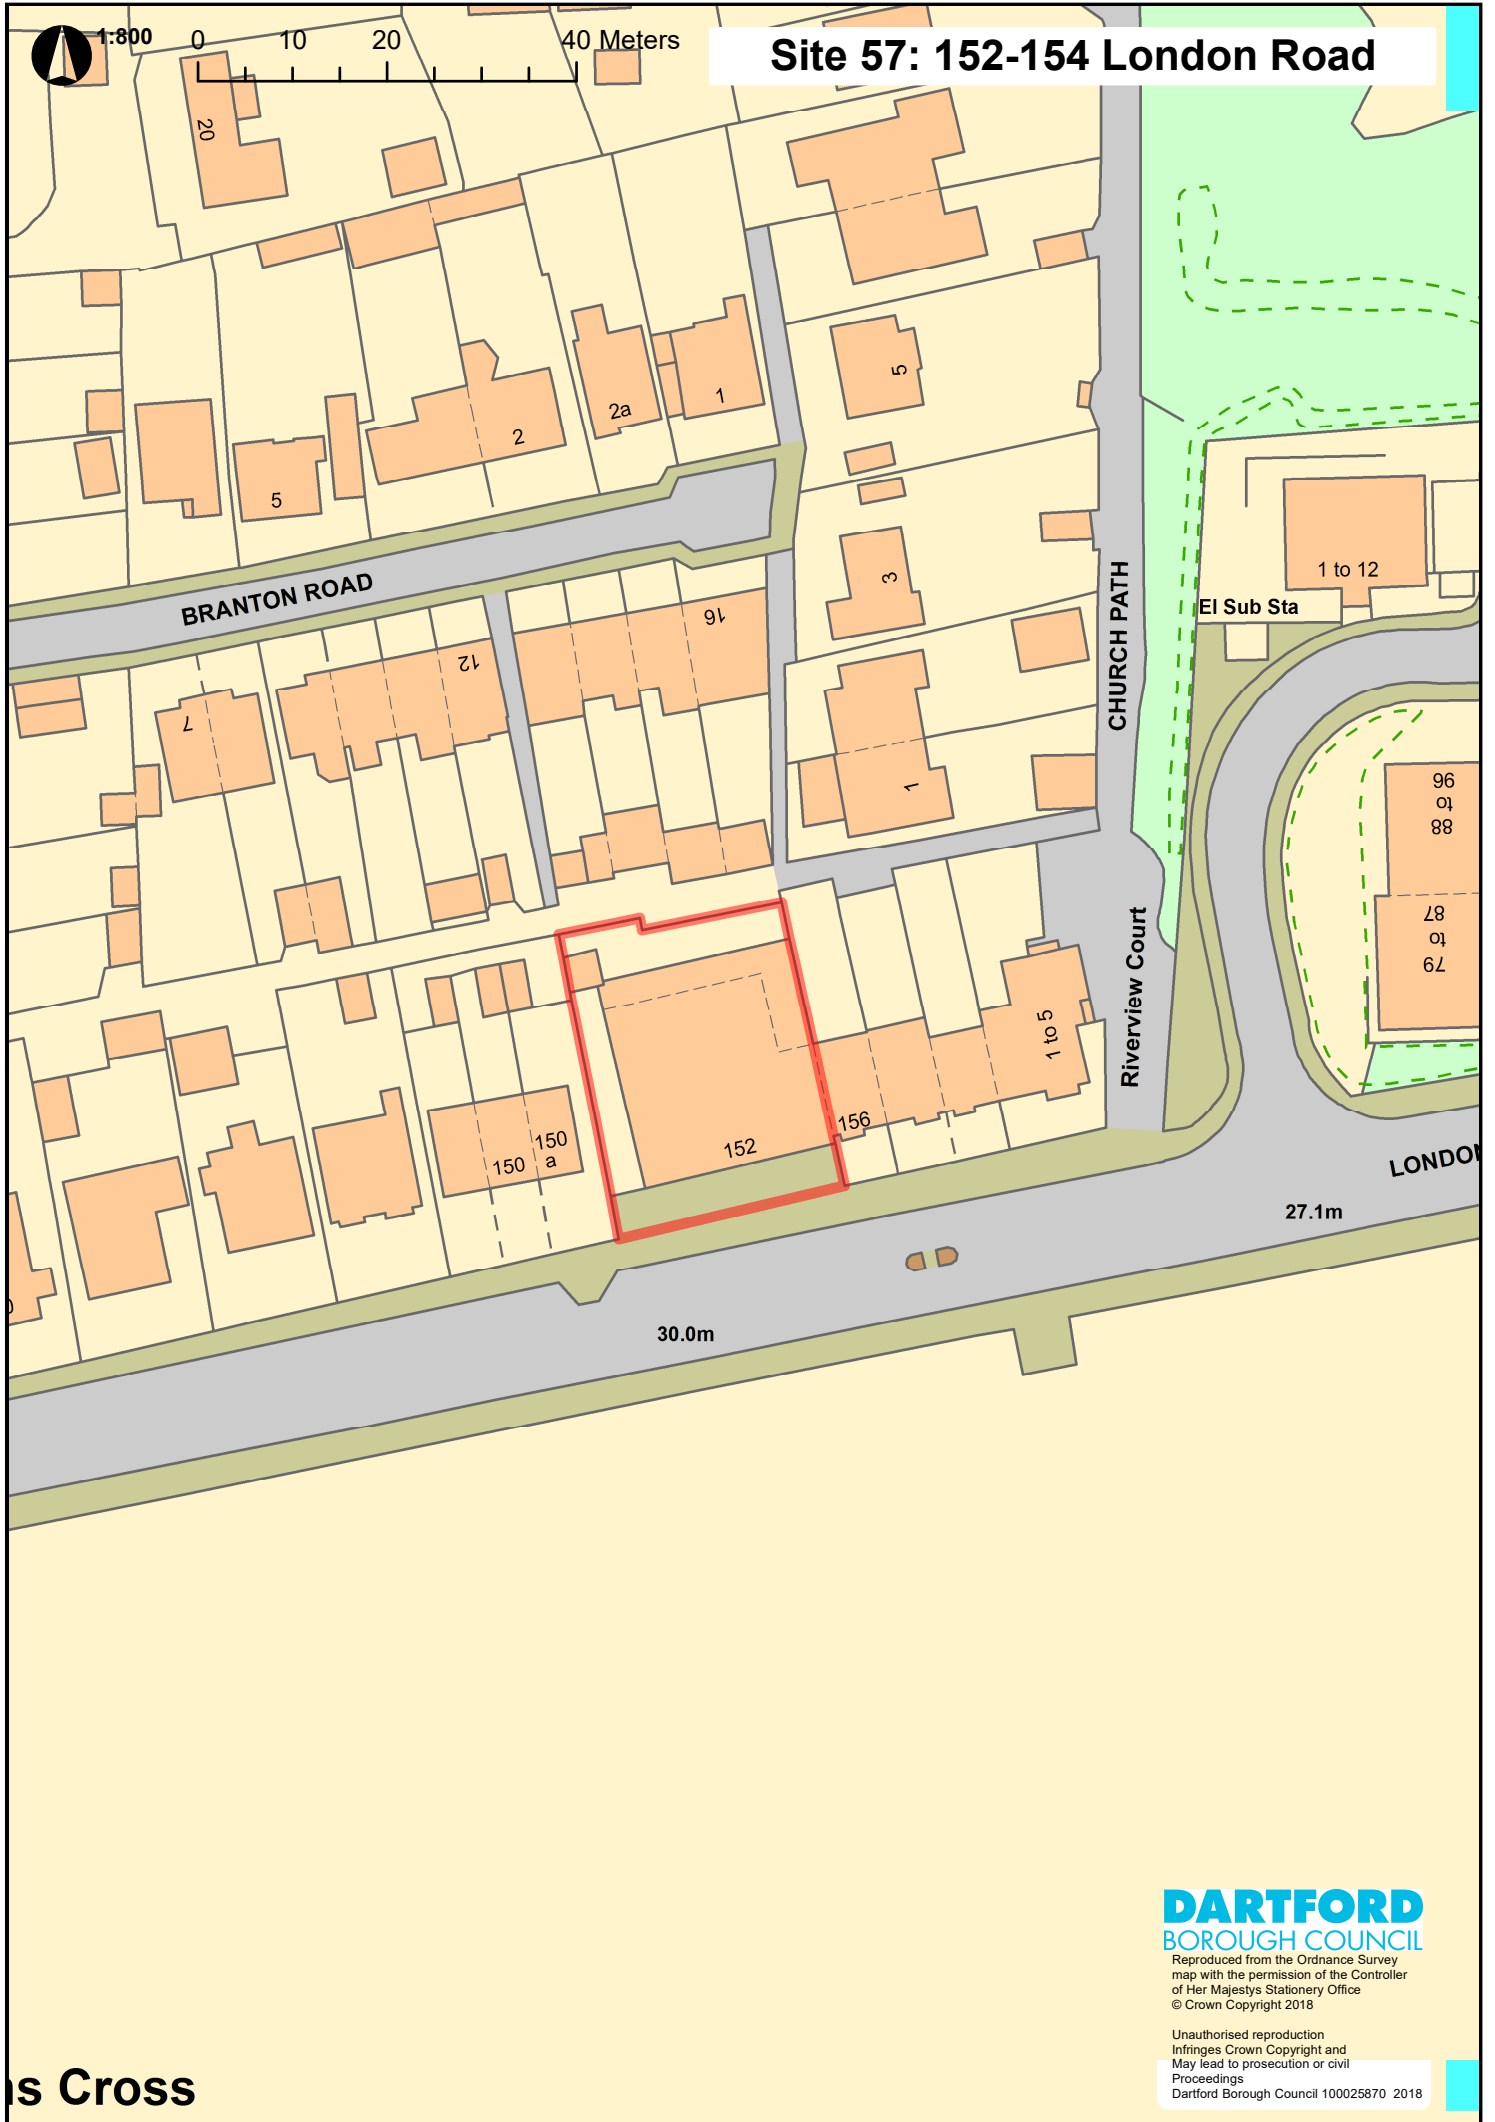 1:800
0 10 20 40 Meters
Site 57: 152-154 London Road
20
5
2a
1
2
5
1 to 12
3
BRANTON ROAD
El Sub Sta
16
CHURCH PATH
12
7
1
96
to
88
87
to
79
Riverview Court
1 to 5
156
150
a
150
152
LONDON
27.1m
30.0m
DARTFORD
BOROUGH COUNCIL
Reproduced from the Ordnance Survey
map with the permission of the Controller
of Her Majestys Stationery Office
© Crown Copyright 2018
Unauthorised reproduction
Infringes Crown Copyright and
May lead to prosecution or civil
Proceedings
Dartford Borough Council 100025870 2018
ns Cross